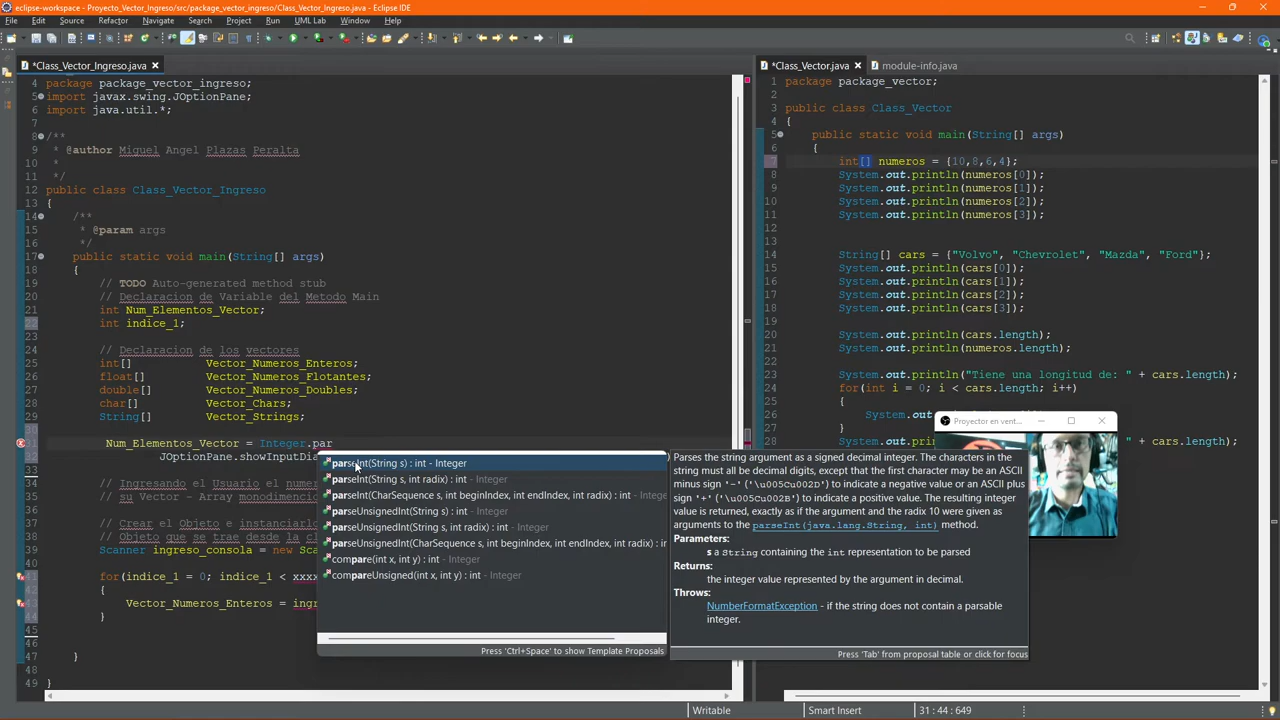 eclipse-workspace - Proyecto_Vector_Ingreso/src/package_vector_ingreso/Class_Vector_Ingreso.java - Eclipse IDE
File Edit Source Refactor Navigate Search Project Run UML Lab Window Help
*Class_Vector_Ingreso.java
4 package package_vector_ingreso;
5 import javax.swing.JOptionPane;
6 import java.util.*;
7
8 /**
9 * @author Miguel Angel Plazas Peralta
10 *
11 */
12 public class Class_Vector_Ingreso
13 {
14 /**
15 * @param args
16 */
17 public static void main(String[] args)
18 {
19 // TODO Auto-generated method stub
20 // Declaracion de Variable del Metodo Main
21 int Num_Elementos_Vector;
22 int indice_1;
23
24 // Declaracion de los vectores
25 int[] Vector_Numeros_Enteros;
26 float[] Vector_Numeros_Flotantes;
27 double[] Vector_Numeros_Doubles;
28 char[] Vector_Chars;
29 String[] Vector_Strings;
30
31 Num_Elementos_Vector = Integer.par
32 JOptionPane.showInputDia
33
34 // Ingresando el Usuario el numer
35 // su Vector - Array monodimencio
36
37 // Crear el Objeto e instanciarlo
38 // Objeto que se trae desde la cl
39 Scanner ingreso_consola = new Sca
40
41 for(indice_1 = 0; indice_1 < xxxx
42 {
43 Vector_Numeros_Enteros = ingr
44 }
45
46
47 }
48
49 }
parseInt(String s) : int - Integer
parseInt(String s, int radix) : int - Integer
parseInt(CharSequence s, int beginIndex, int endIndex, int radix) : int - Intege
parseUnsignedInt(String s) : int - Integer
parseUnsignedInt(String s, int radix) : int - Integer
parseUnsignedInt(CharSequence s, int beginIndex, int endIndex, int radix) : in
compare(int x, int y) : int - Integer
compareUnsigned(int x, int y) : int - Integer
Press 'Ctrl+Space' to show Template Proposals
Parses the string argument as a signed decimal integer. The characters in
the string must all be decimal digits, except that the first character may be an ASCII
minus sign '-' ('\u005Cu002D') to indicate a negative value or an ASCII plus
sign '+' ('\u005Cu002B') to indicate a positive value. The resulting integer
value is returned, exactly as if the argument and the radix 10 were given as
arguments to the parseInt(java.lang.String, int) method.
Parameters:
s a String containing the int representation to be parsed
Returns:
the integer value represented by the argument in decimal.
Throws:
NumberFormatException - if the string does not contain a parsable
integer.
Press 'Tab' from proposal table or click for focus
*Class_Vector.java module-info.java
1 package package_vector;
2
3 public class Class_Vector
4 {
5 public static void main(String[] args)
6 {
7 int[] numeros = {10,8,6,4};
8 System.out.println(numeros[0]);
9 System.out.println(numeros[1]);
10 System.out.println(numeros[2]);
11 System.out.println(numeros[3]);
12
13
14 String[] cars = {"Volvo", "Chevrolet", "Mazda", "Ford"};
15 System.out.println(cars[0]);
16 System.out.println(cars[1]);
17 System.out.println(cars[2]);
18 System.out.println(cars[3]);
19
20 System.out.println(cars.length);
21 System.out.println(numeros.length);
22
23 System.out.println("Tiene una longitud de: " + cars.length);
24 for(int i = 0; i < cars.length; i++)
25 {
26 System.out.
27 }
28 System.out.println( + cars.length);
Proyector en vent...
Writable Smart Insert 31 : 44 : 649